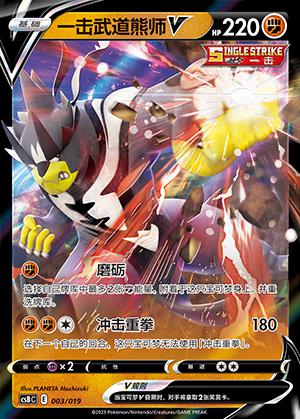 基础
一击武道熊师V
HP 220
SINGLE STRIKE
一击
磨砺
选择自己牌库中最多2张
能量，附着于这只宝可梦身上。并重
洗牌库。
冲击重拳 180
在下一个自己的回合，这只宝可梦无法使用「冲击重拳」。
弱点 ×2 抵抗力 撤退
Illus. PLANETA Mochizuki
V规则
cs8 C E 003/019
当宝可梦V昏厥时，对手将拿取2张奖赏卡。
©2023 Pokémon/Nintendo/Creatures/GAME FREAK